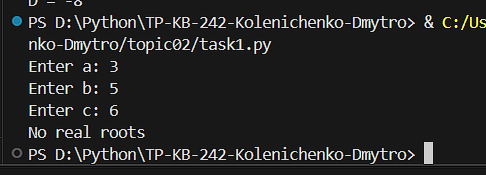 D = -8
PS D:\Python\TP-KB-242-Kolenichenko-Dmytro> & C:/Us
nko-Dmytro/topic02/task1.py
Enter a: 3
Enter b: 5
Enter c: 6
No real roots
PS D:\Python\TP-KB-242-Kolenichenko-Dmytro>